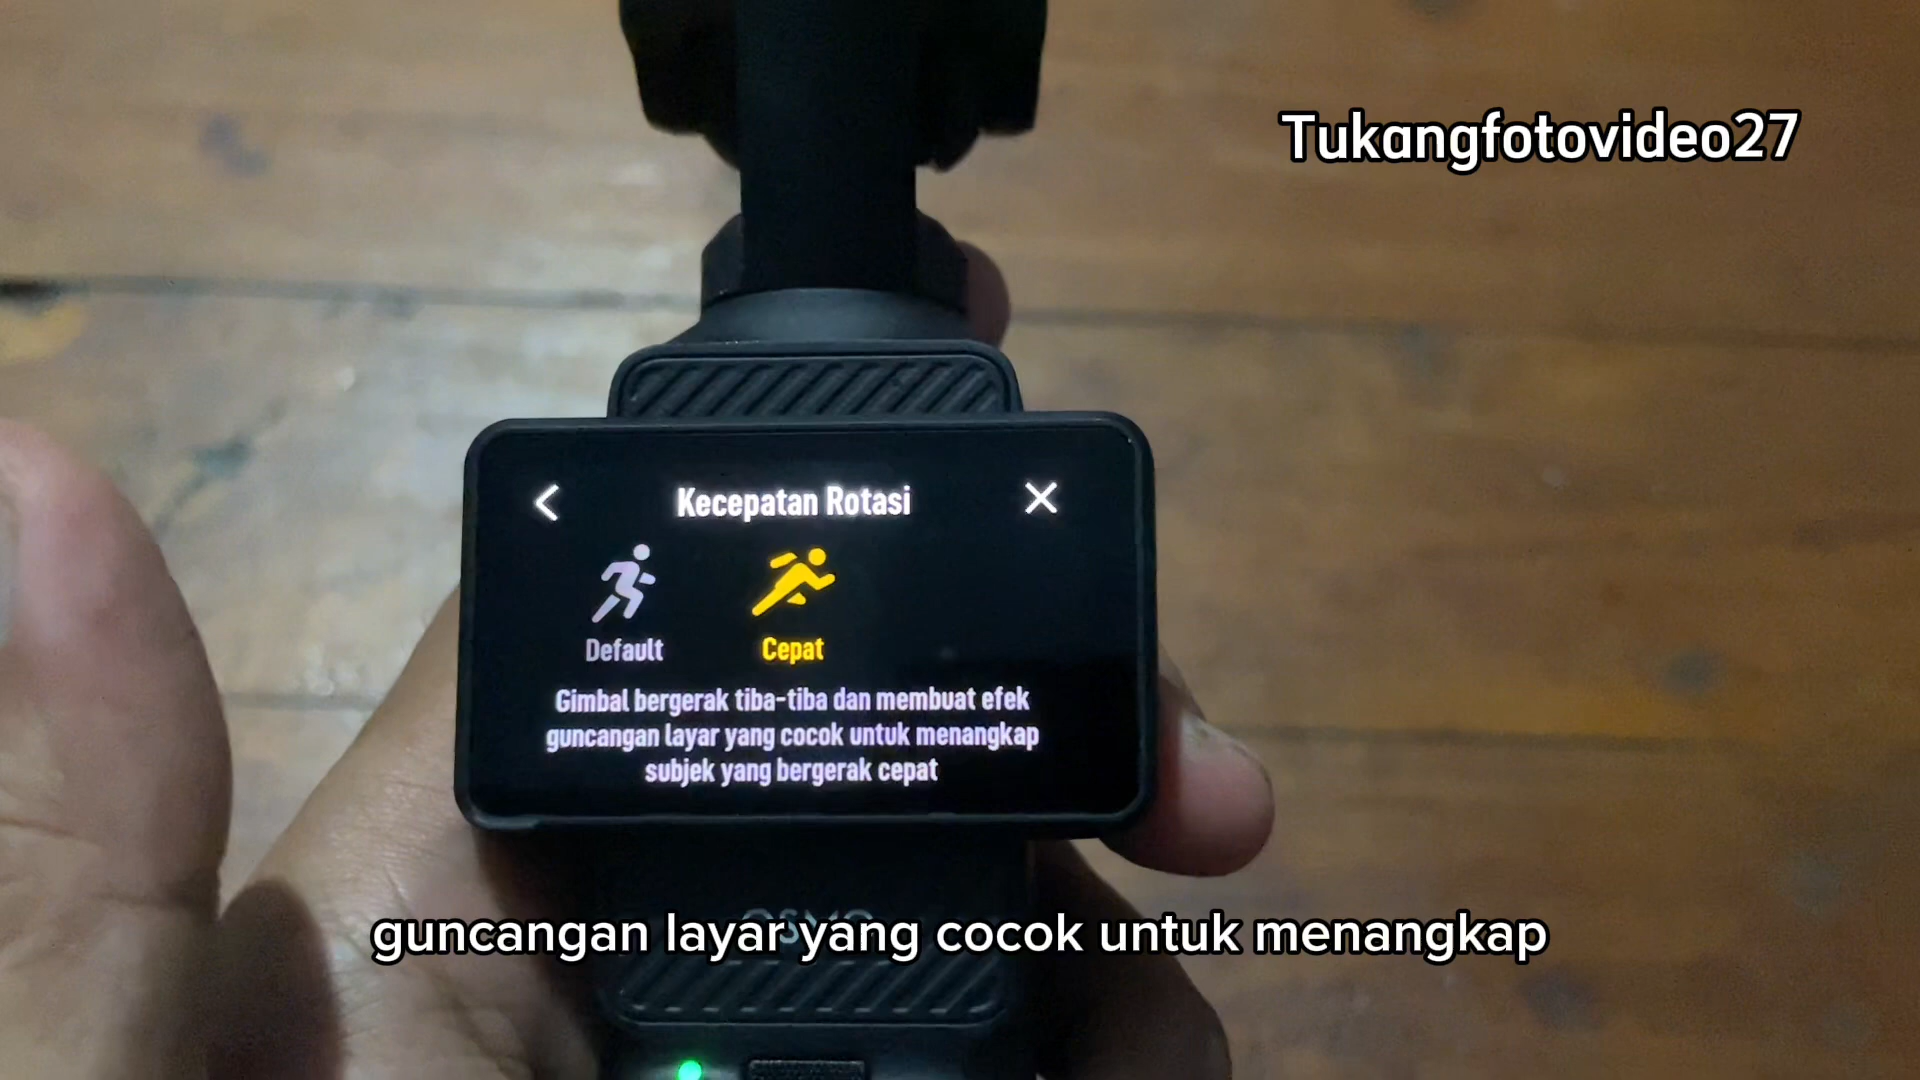 Tukangfotovideo27
Kecepatan Rotasi
Default
Cepat
Gimbal bergerak tiba-tiba dan membuat efek
guncangan layar yang cocok untuk menangkap
subjek yang bergerak cepat
OSMO
guncangan layar yang cocok untuk menangkap